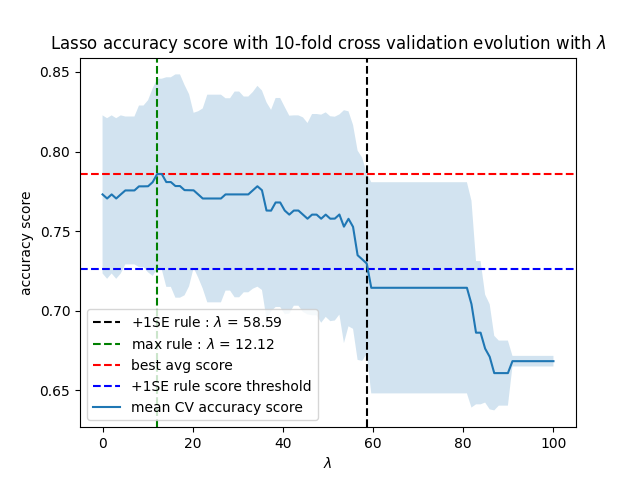 Lasso accuracy score with 10-fold cross validation evolution with λ
0.85
0.80
0.75
0.70
0.65
accuracy score
+1SE rule : λ = 58.59
max rule : λ = 12.12
best avg score
+1SE rule score threshold
mean CV accuracy score
0 20 40 60 80 100
λ